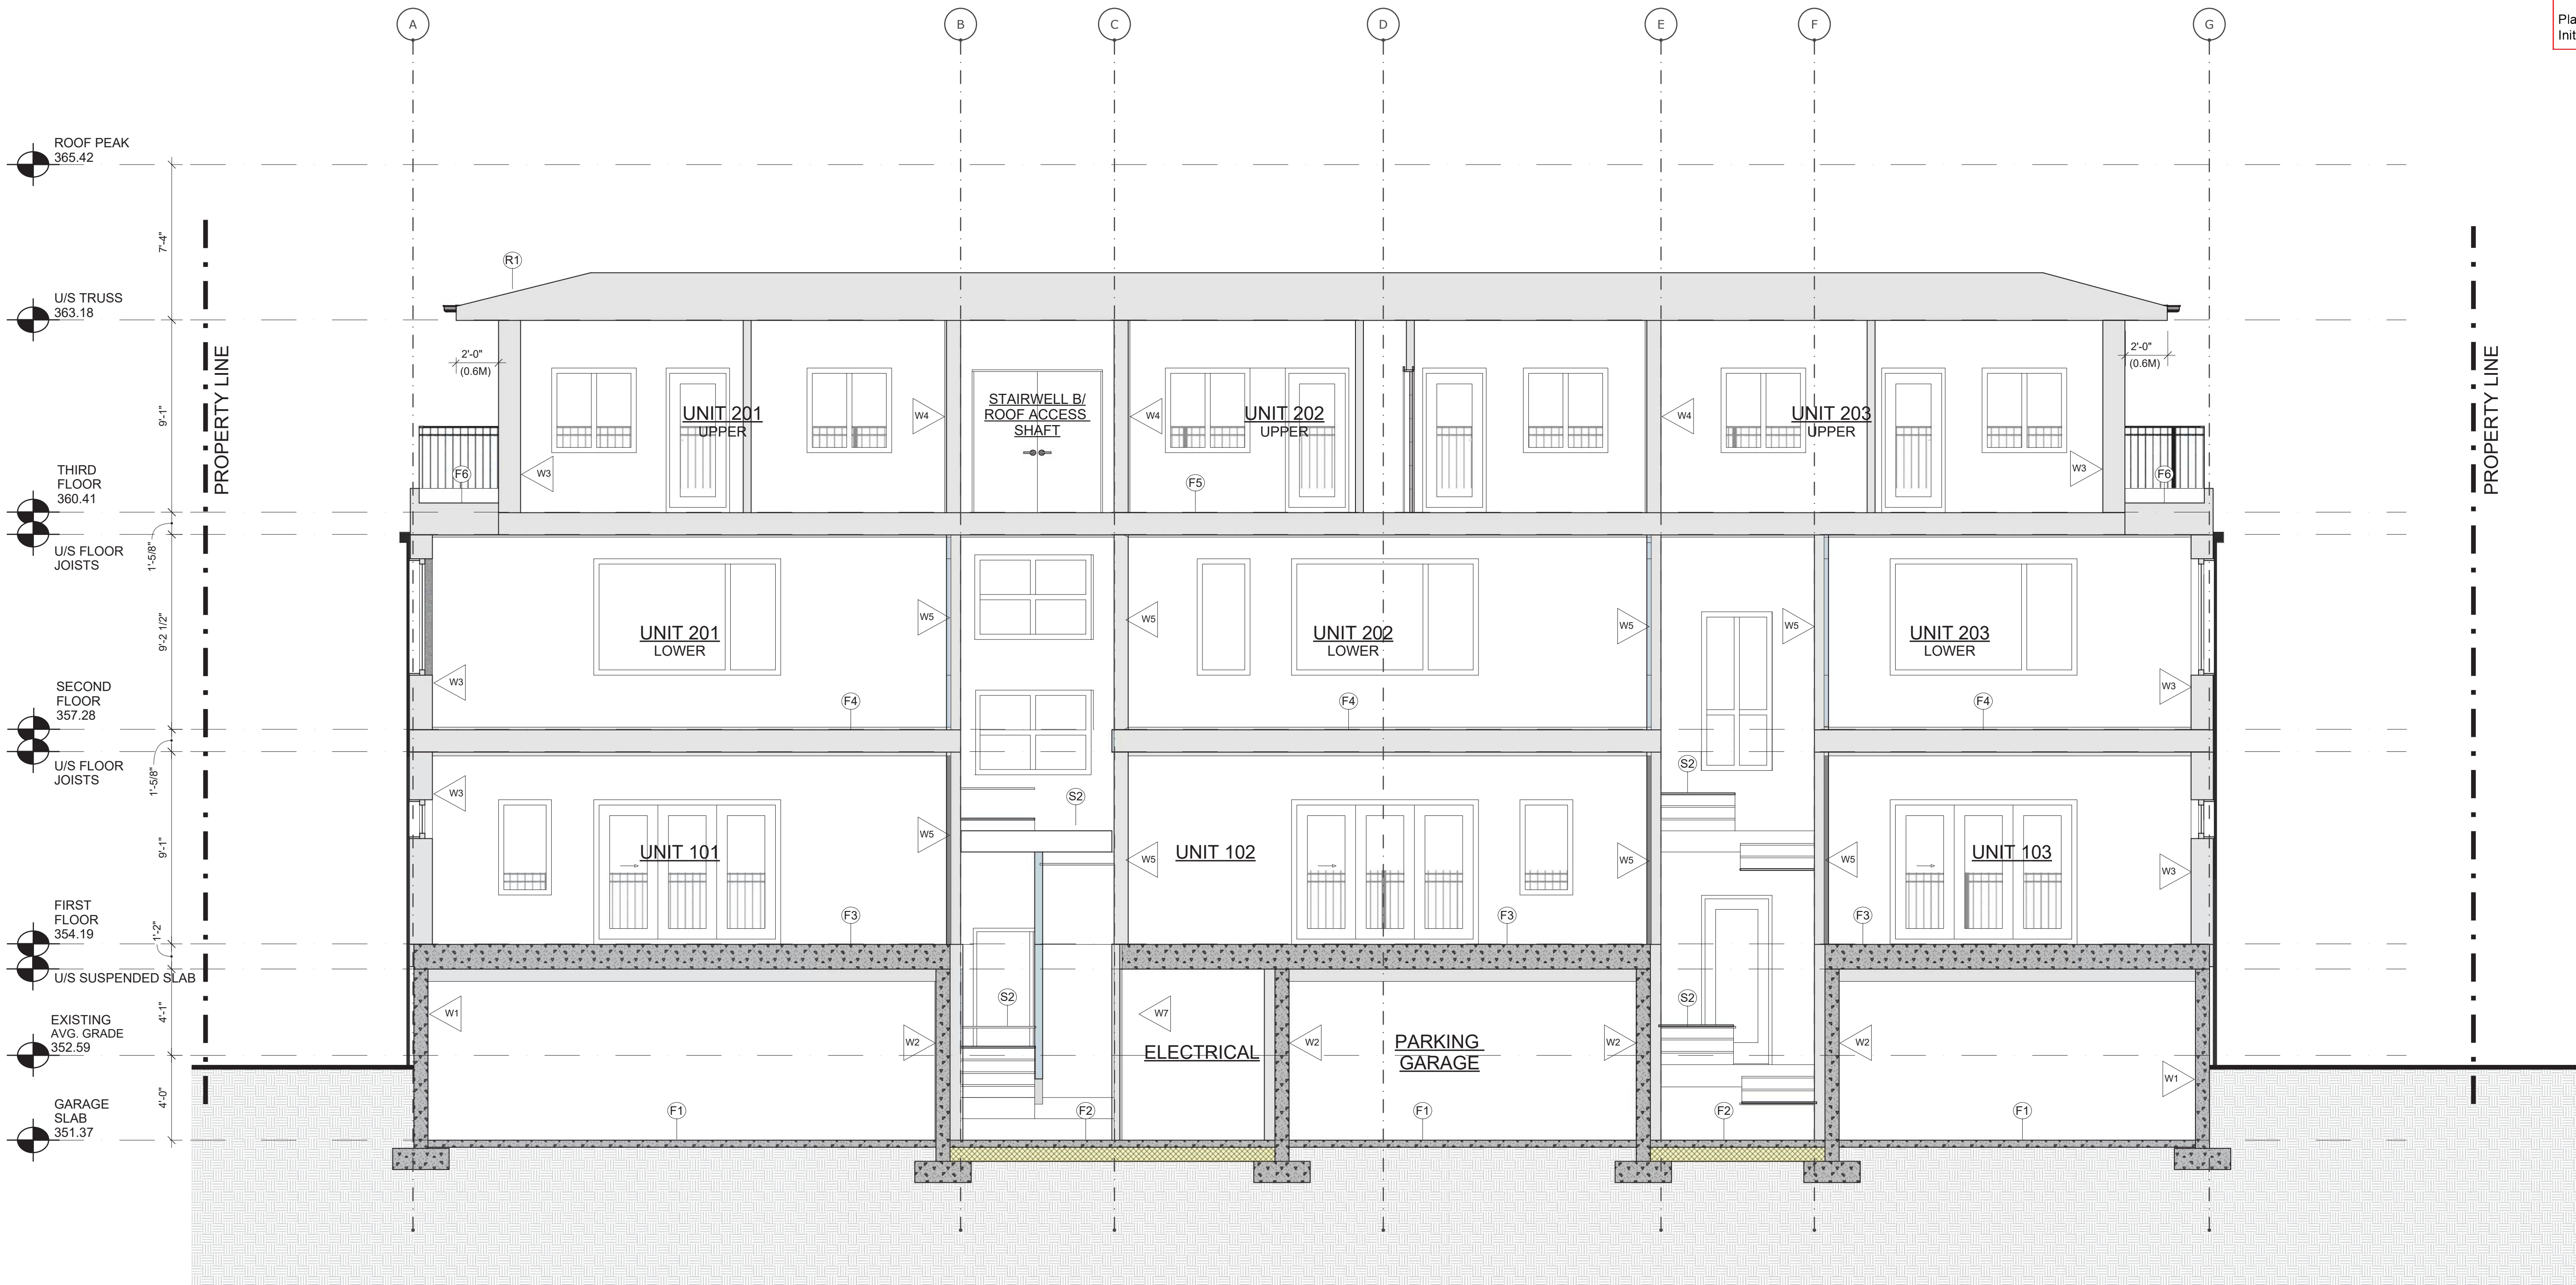 A
B
C
D
E
F
G
Pla
Init
ROOF PEAK
365.42
7'-4"
R1
U/S TRUSS
363.18
2'-0"
(0.6M)
2'-0"
(0.6M)
PROPERTY LINE
PROPERTY LINE
9'-1"
UNIT 201
UPPER
W4
STAIRWELL B/
ROOF ACCESS
SHAFT
W4
UNIT 202
UPPER
W4
UNIT 203
UPPER
F6
W3
F5
W3
F6
THIRD
FLOOR
360.41
1'-5/8"
U/S FLOOR
JOISTS
9'-2 1/2"
UNIT 201
LOWER
W5
W5
UNIT 202
LOWER
W5
W5
UNIT 203
LOWER
W3
W3
F4
F4
F4
SECOND
FLOOR
357.28
1'-5/8"
U/S FLOOR
JOISTS
W3
S2
S2
9'-1"
UNIT 101
W5
W5
UNIT 102
W5
W5
UNIT 103
W3
F3
F3
F3
FIRST
FLOOR
354.19
1'-2"
U/S SUSPENDED SLAB
4'-1"
W1
S2
W7
S2
W2
ELECTRICAL
W2
PARKING
GARAGE
W2
W2
W1
EXISTING
AVG. GRADE
352.59
4'-0"
GARAGE
SLAB
351.37
F1
F2
F1
F2
F1